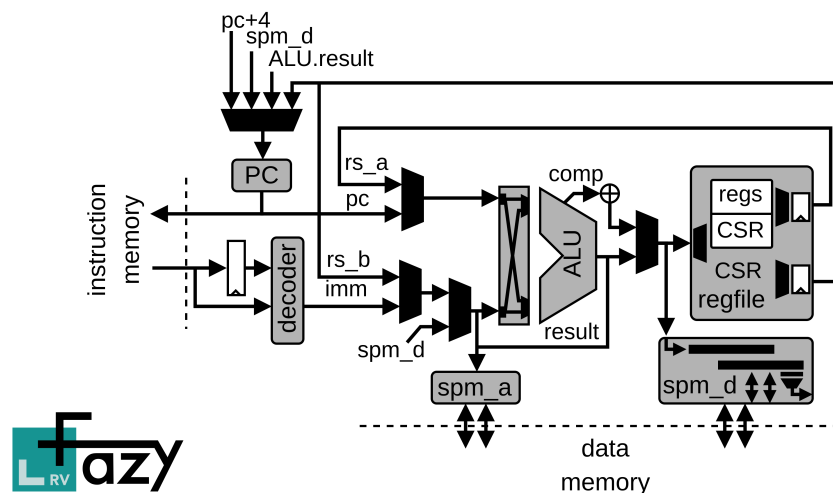 pc+4
spm_d
ALU.result
PC
rs_a
pc
instruction
memory
decoder
rs_b
imm
spm_d
comp
ALU
result
regs
CSR
CSR
regfile
spm_a
spm_d
data
memory
fazy
L RV